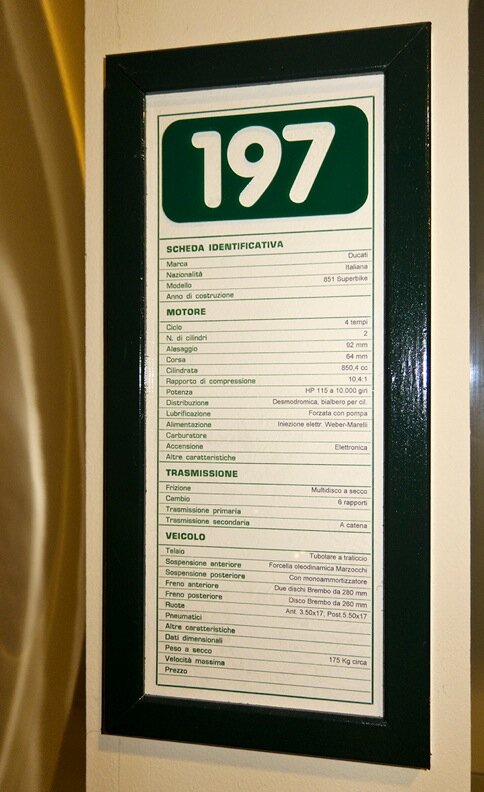 197
SCHEDA IDENTIFICATIVA
Marca Ducati
Nazionalità Italiana
Modello 851 Superbike
Anno di costruzione
MOTORE
Ciclo 4 tempi
N. di cilindri 2
Alesaggio 92 mm
Corsa 64 mm
Cilindrata 850,4 cc
Rapporto di compressione 10,4:1
Potenza HP 115 a 10.000 giri
Distribuzione Desmodromica, bialbero per cil.
Lubrificazione Forzata con pompa
Alimentazione Iniezione elettr. Weber-Marelli
Carburatore
Accensione Elettronica
Altre caratteristiche
TRASMISSIONE
Frizione Multidisco a secco
Cambio 6 rapporti
Trasmissione primaria
Trasmissione secondaria A catena
VEICOLO
Telaio Tubolare a traliccio
Sospensione anteriore Forcella oleodinamica Marzocchi
Sospensione posteriore Con monoammortizzatore
Freno anteriore Due dischi Brembo da 280 mm
Freno posteriore Disco Brembo da 260 mm
Ruote Ant. 3.50x17; Post.5.50x17
Pneumatici
Altre caratteristiche
Dati dimensionali
Peso a secco 175 Kg circa
Velocità massima
Prezzo